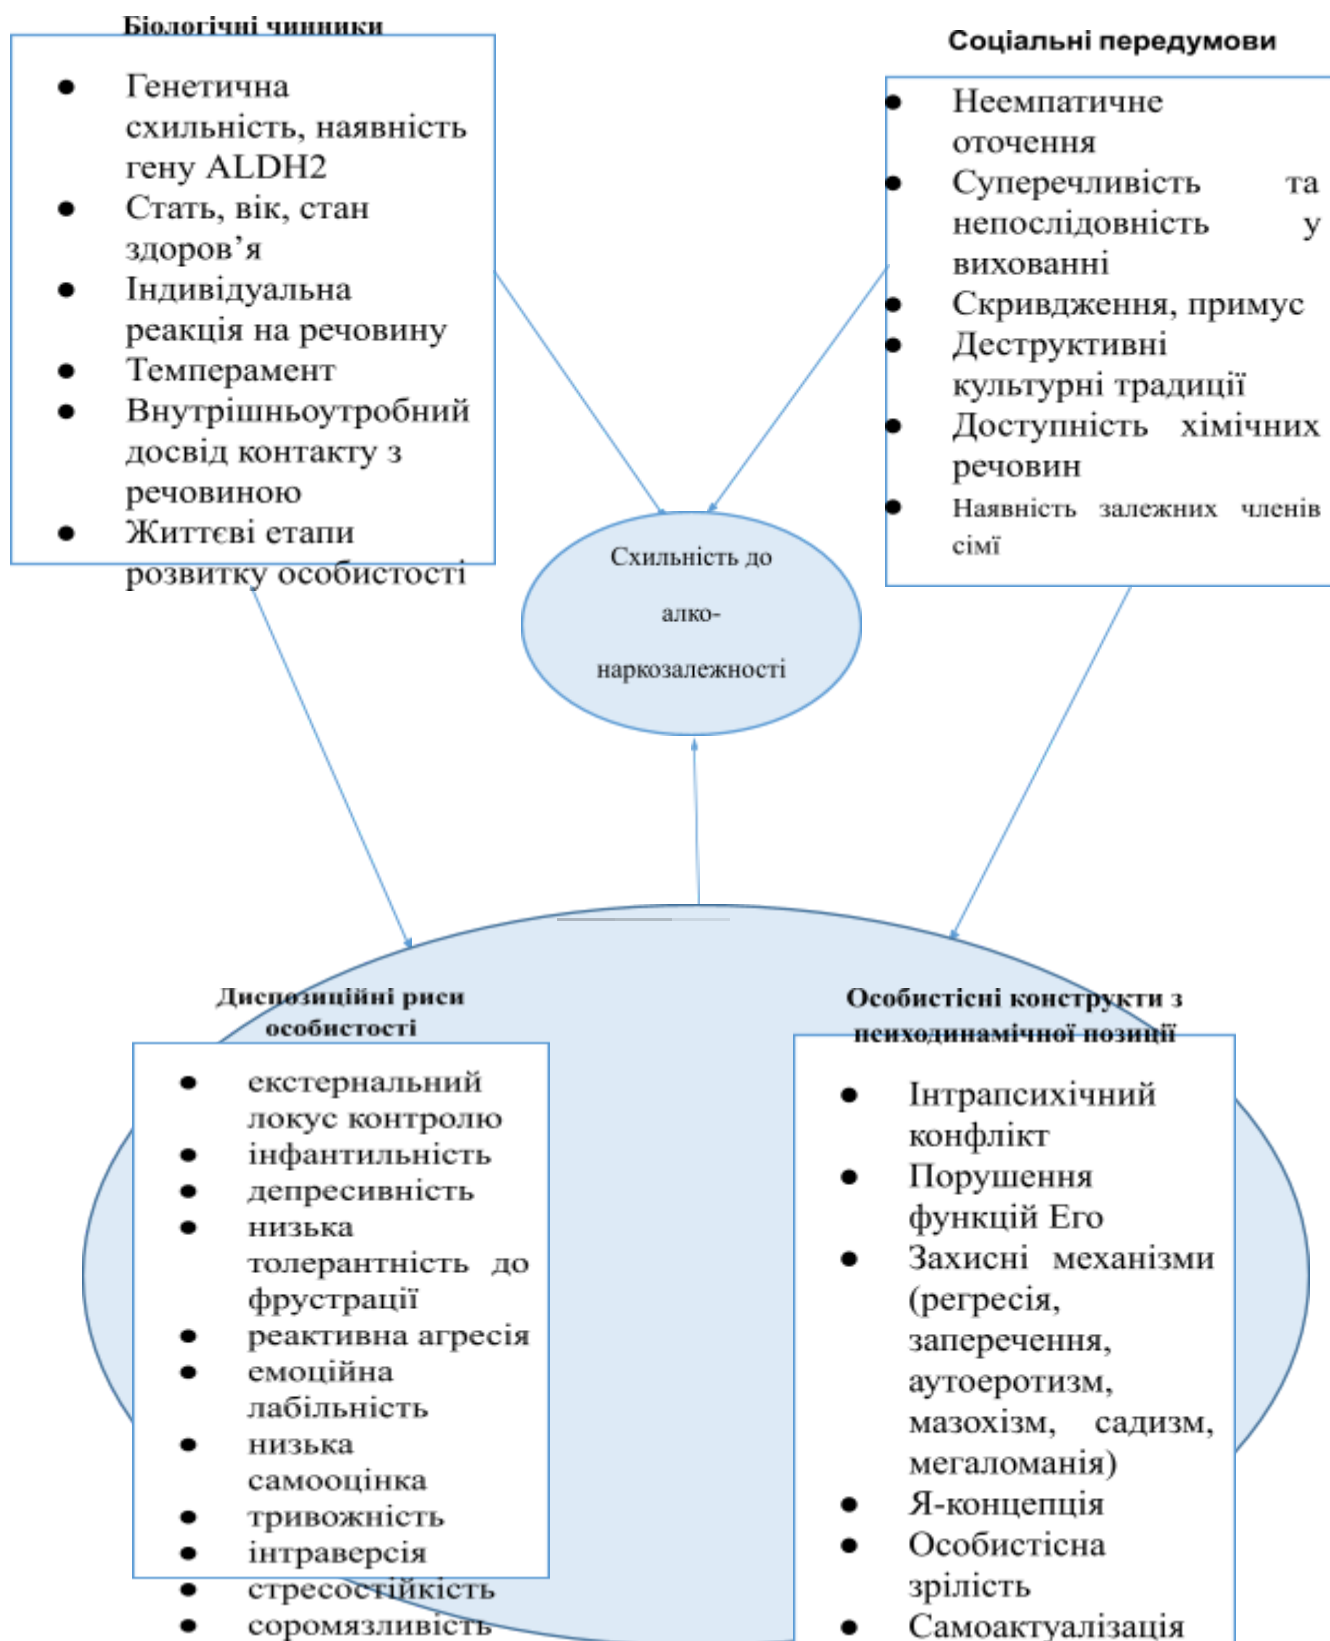 Біологічні чинники
Генетична
схильність, наявність
гену ALDH2
Стать, вік, стан
здоров’я
Індивідуальна
реакція на речовину
Темперамент
Внутрішньоутробний
досвід контакту з
речовиною
Життєві етапи
розвитку особистості
Соціальні передумови
Неемпатичне
оточення
Суперечливість та
непослідовність у
вихованні
Скривдження, примус
Деструктивні
культурні традиції
Доступність хімічних
речовин
Наявність залежних членів
сімї
Схильність до
алко-
наркозалежності
Диспозиційні риси
особистості
екстернальний
локус контролю
інфантильність
депресивність
низька
толерантність до
фрустрації
реактивна агресія
емоційна
лабільність
низька
самооцінка
тривожність
інтраверсія
стресостійкість
соромязливість
Особистісні конструкти з
психодинамічної позиції
Інтрапсихічний
конфлікт
Порушення
функцій Его
Захисні механізми
(регресія,
заперечення,
аутоеротизм,
мазохізм, садизм,
мегаломанія)
Я-концепція
Особистісна
зрілість
Самоактуалізація